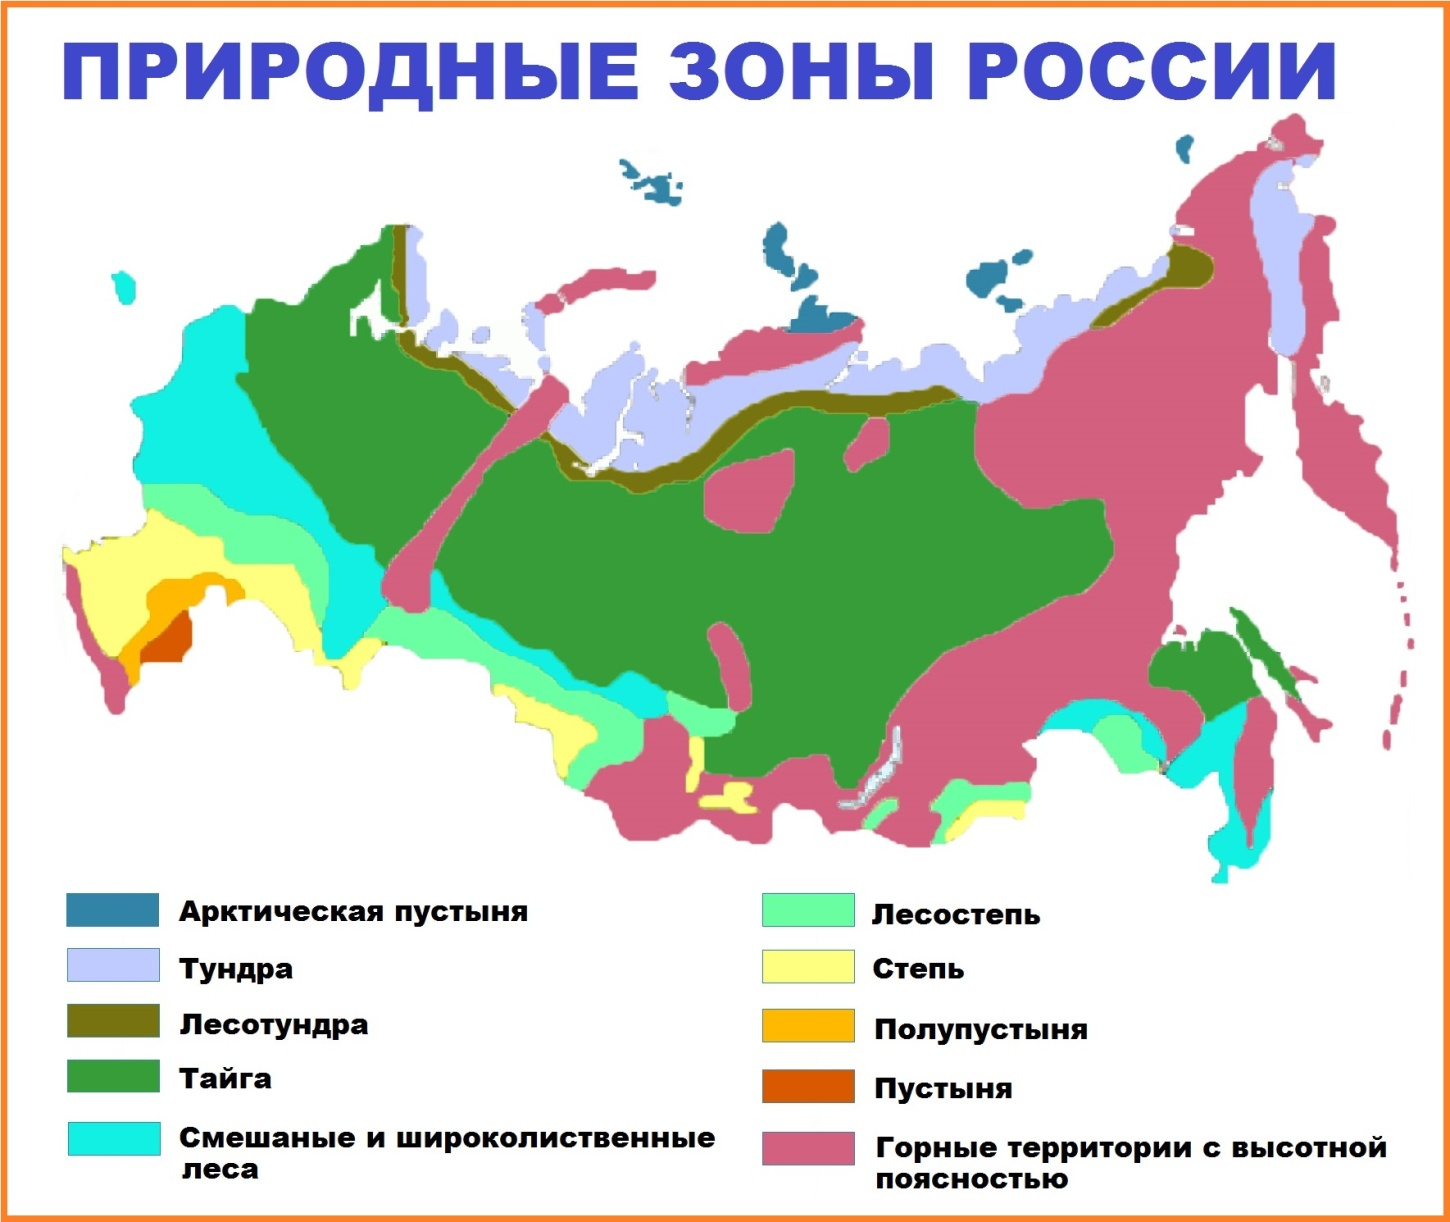 ПРИРОДНЫЕ ЗОНЫ РОССИИ
Арктическая пустыня
Тундра
Лесотундра
Тайга
Смешаные и широколиственные
леса
Лесостепь
Степь
Полупустыня
Пустыня
Горные территории с высотной
поясностью